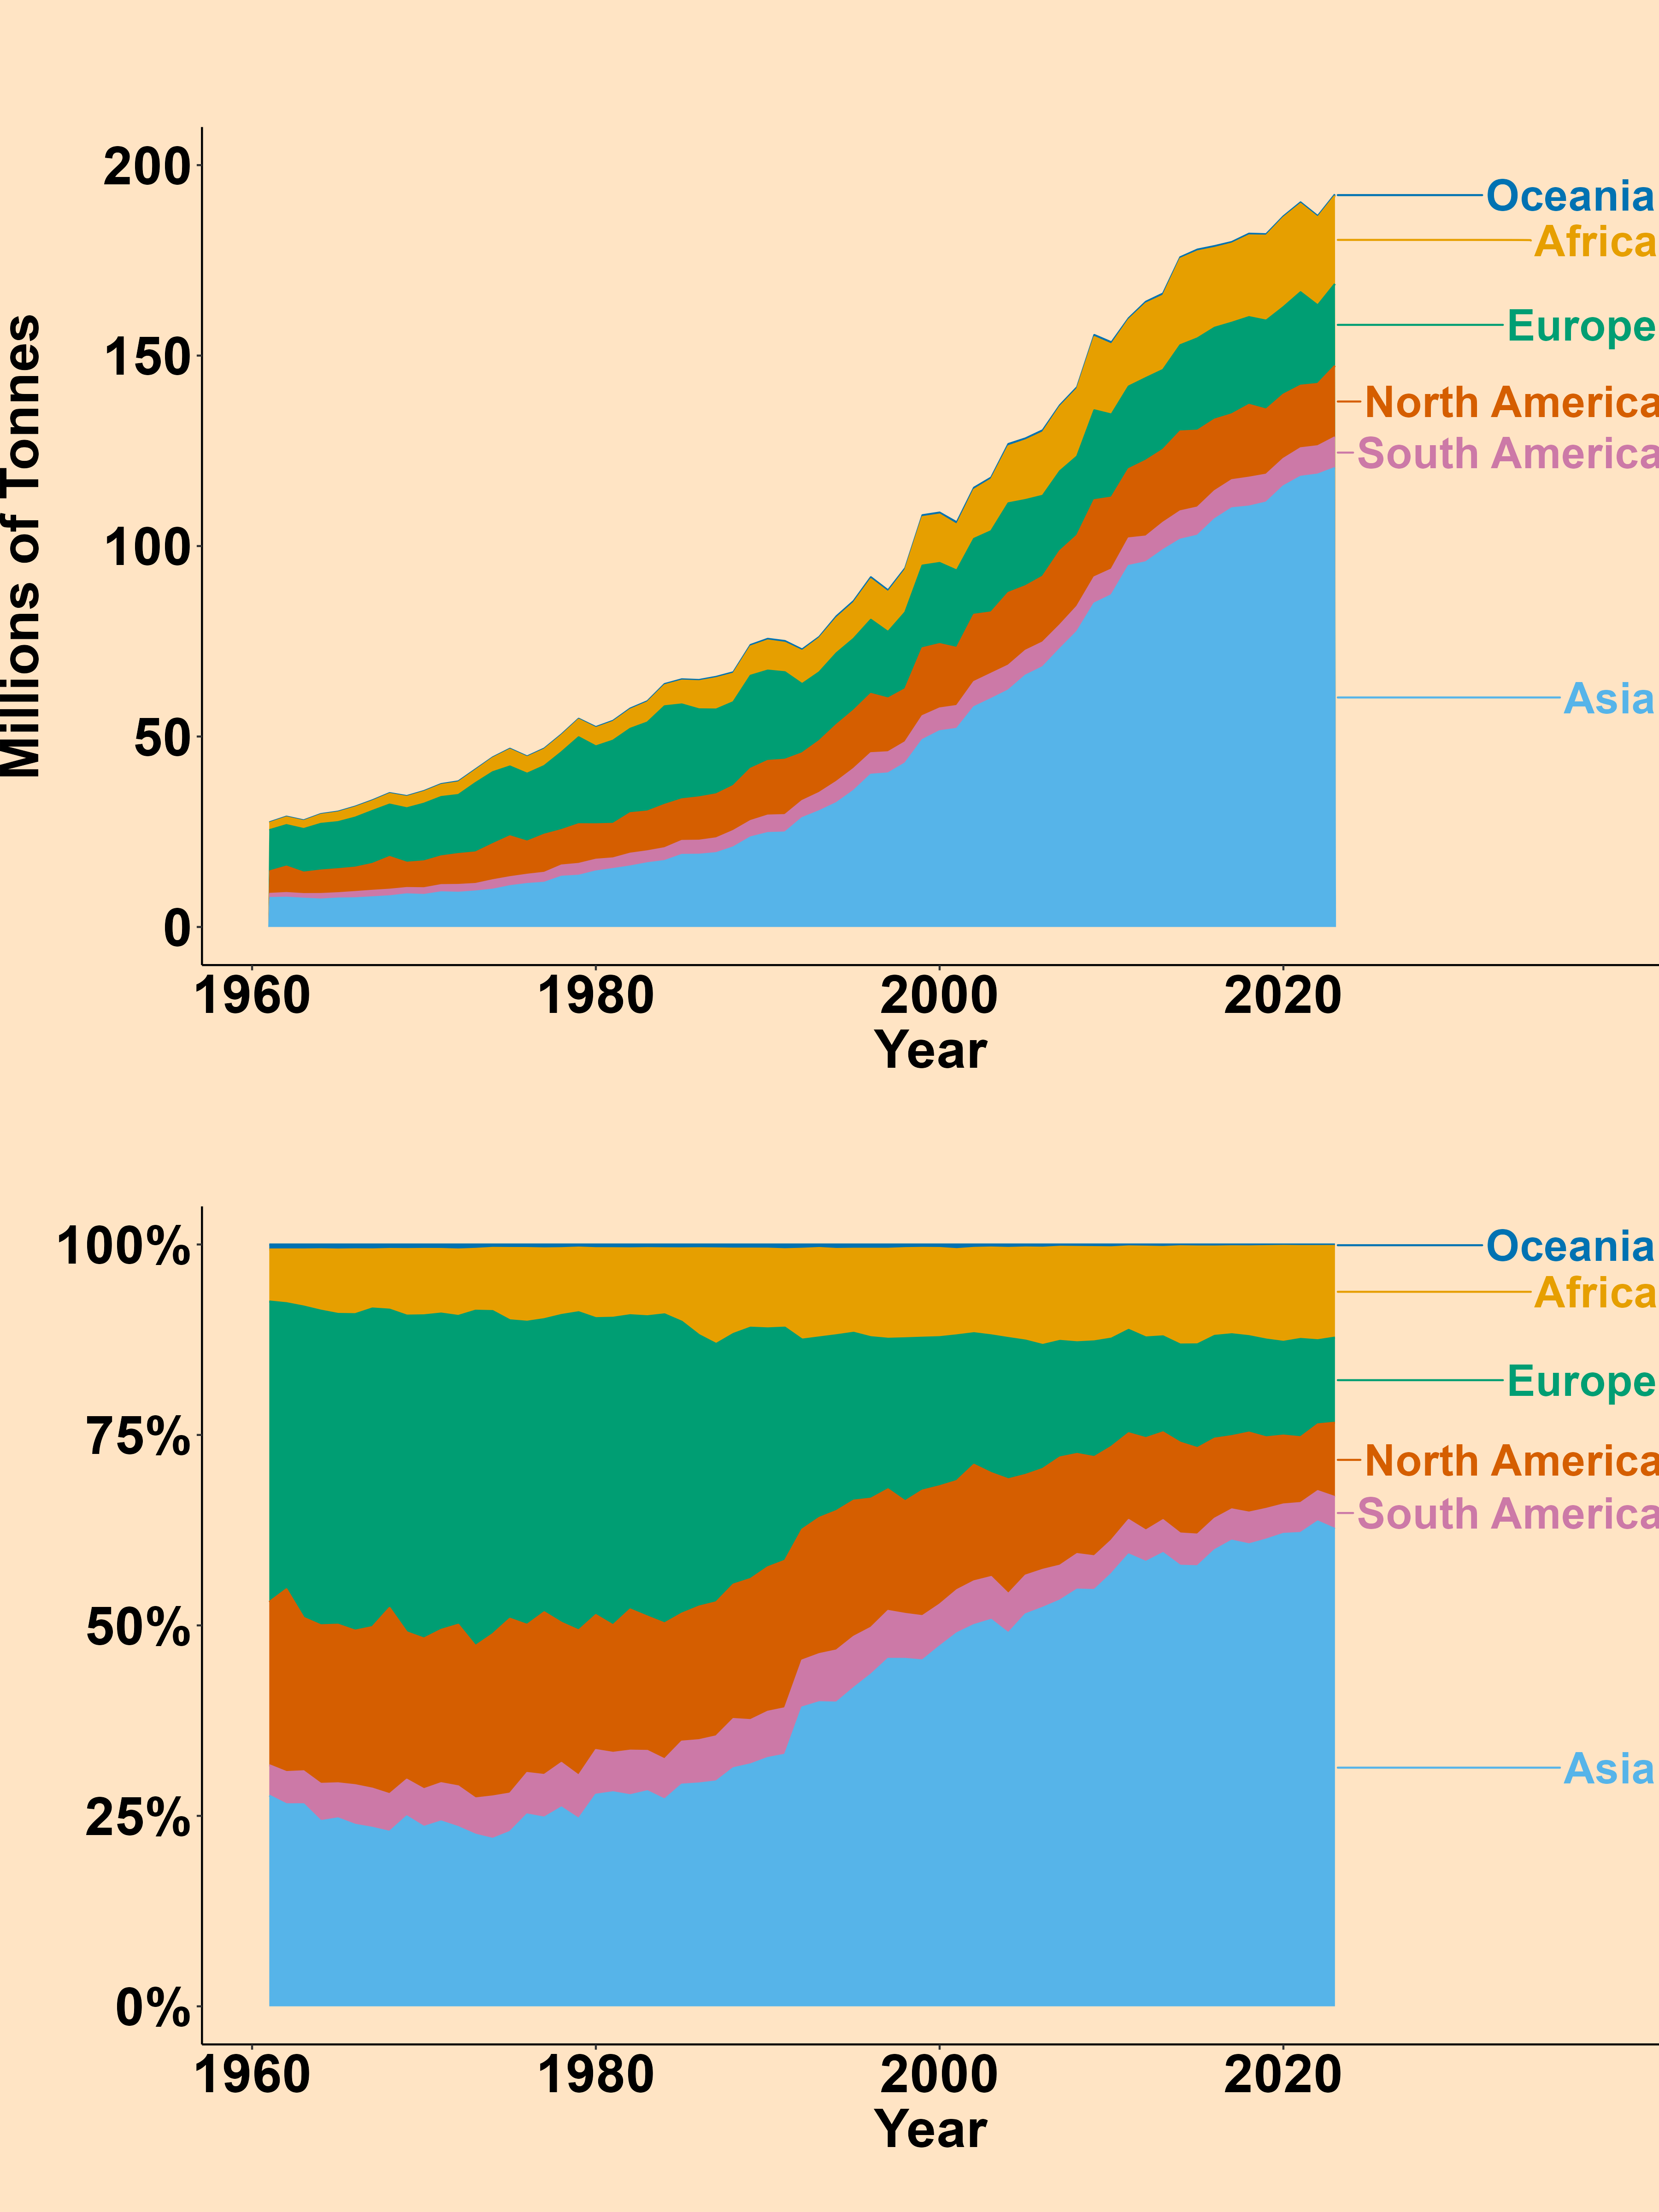 200
150
100
50
0
Millions of Tonnes
Oceania
Africa
Europe
North America
South America
Asia
1960 1980 2000 2020
Year
100%
75%
50%
25%
0%
Oceania
Africa
Europe
North America
South America
Asia
1960 1980 2000 2020
Year